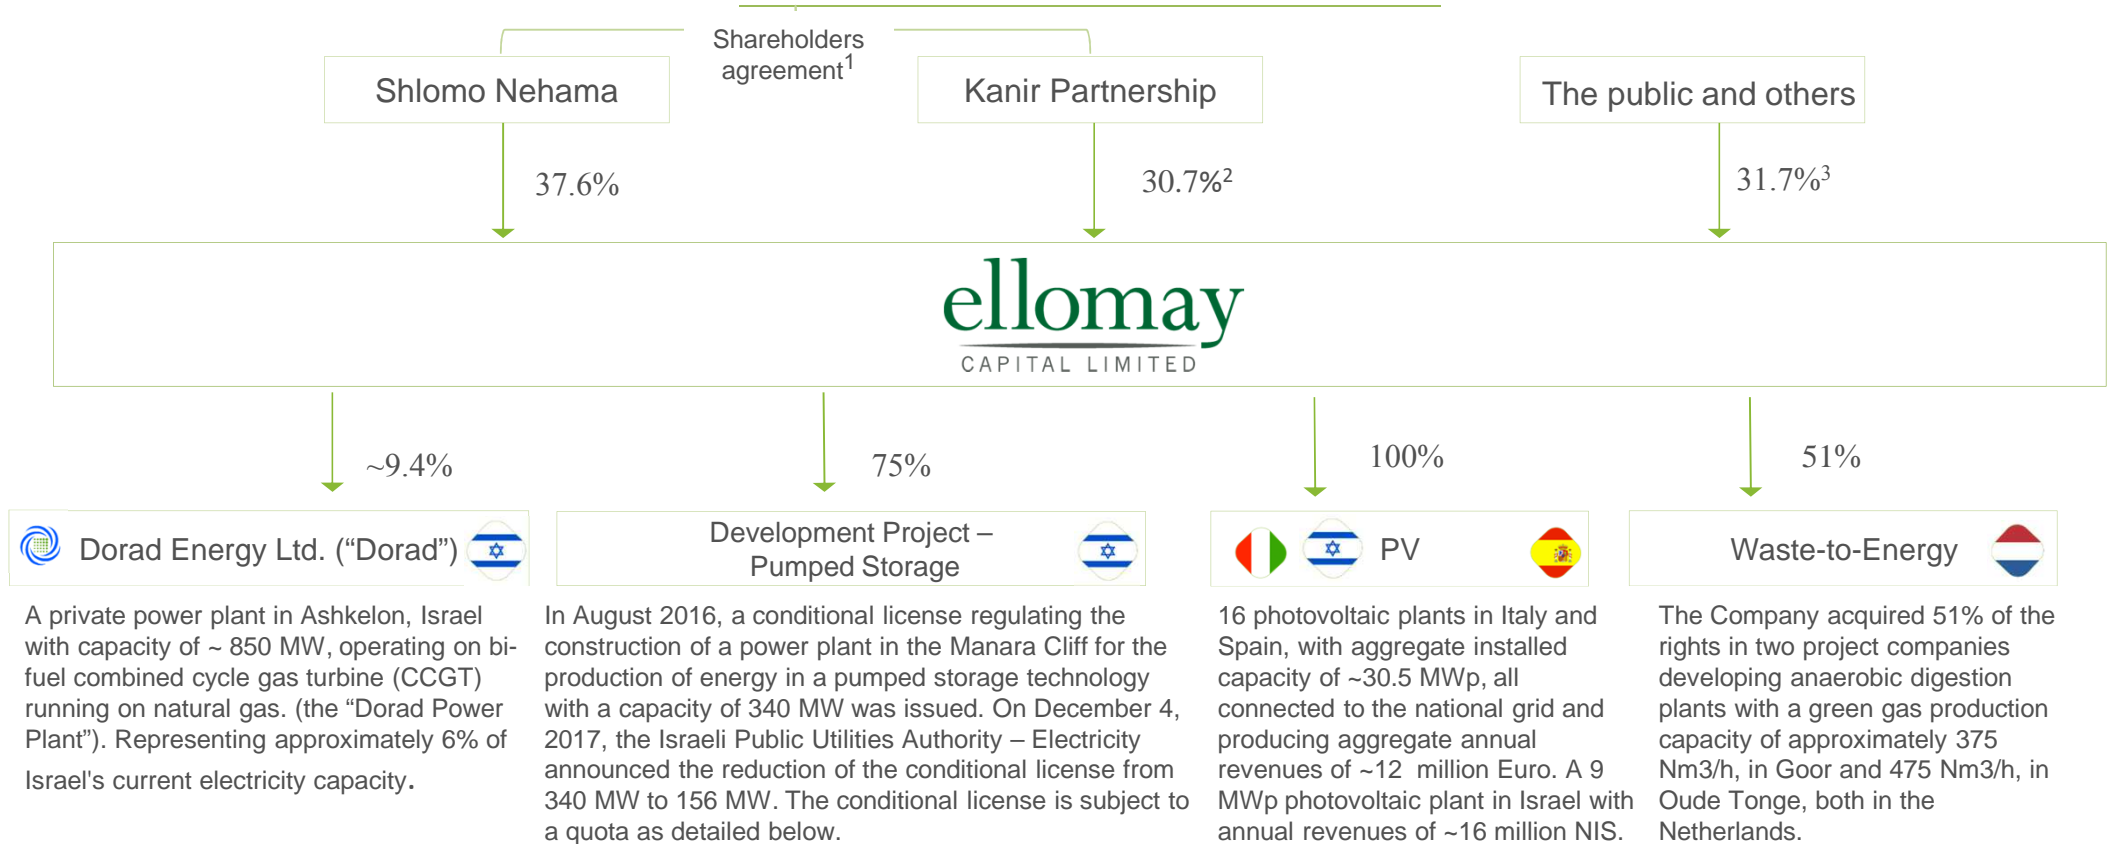 Shareholders
agreement1
Shlomo Nehama
Kanir Partnership
The public and others
37.6%
30.7%2
31.7%3
ellomay
CAPITAL LIMITED
~9.4%
75%
100%
51%
Dorad Energy Ltd. (“Dorad”)
A private power plant in Ashkelon, Israel
with capacity of ~ 850 MW, operating on bi-
fuel combined cycle gas turbine (CCGT)
running on natural gas. (the “Dorad Power
Plant”). Representing approximately 6% of
Israel's current electricity capacity.
Development Project –
Pumped Storage
In August 2016, a conditional license regulating the
construction of a power plant in the Manara Cliff for the
production of energy in a pumped storage technology
with a capacity of 340 MW was issued. On December 4,
2017, the Israeli Public Utilities Authority – Electricity
announced the reduction of the conditional license from
340 MW to 156 MW. The conditional license is subject to
a quota as detailed below.
PV
16 photovoltaic plants in Italy and
Spain, with aggregate installed
capacity of ~30.5 MWp, all
connected to the national grid and
producing aggregate annual
revenues of ~12 million Euro. A 9
MWp photovoltaic plant in Israel with
annual revenues of ~16 million NIS.
Waste-to-Energy
The Company acquired 51% of the
rights in two project companies
developing anaerobic digestion
plants with a green gas production
capacity of approximately 375
Nm3/h, in Goor and 475 Nm3/h, in
Oude Tonge, both in the
Netherlands.